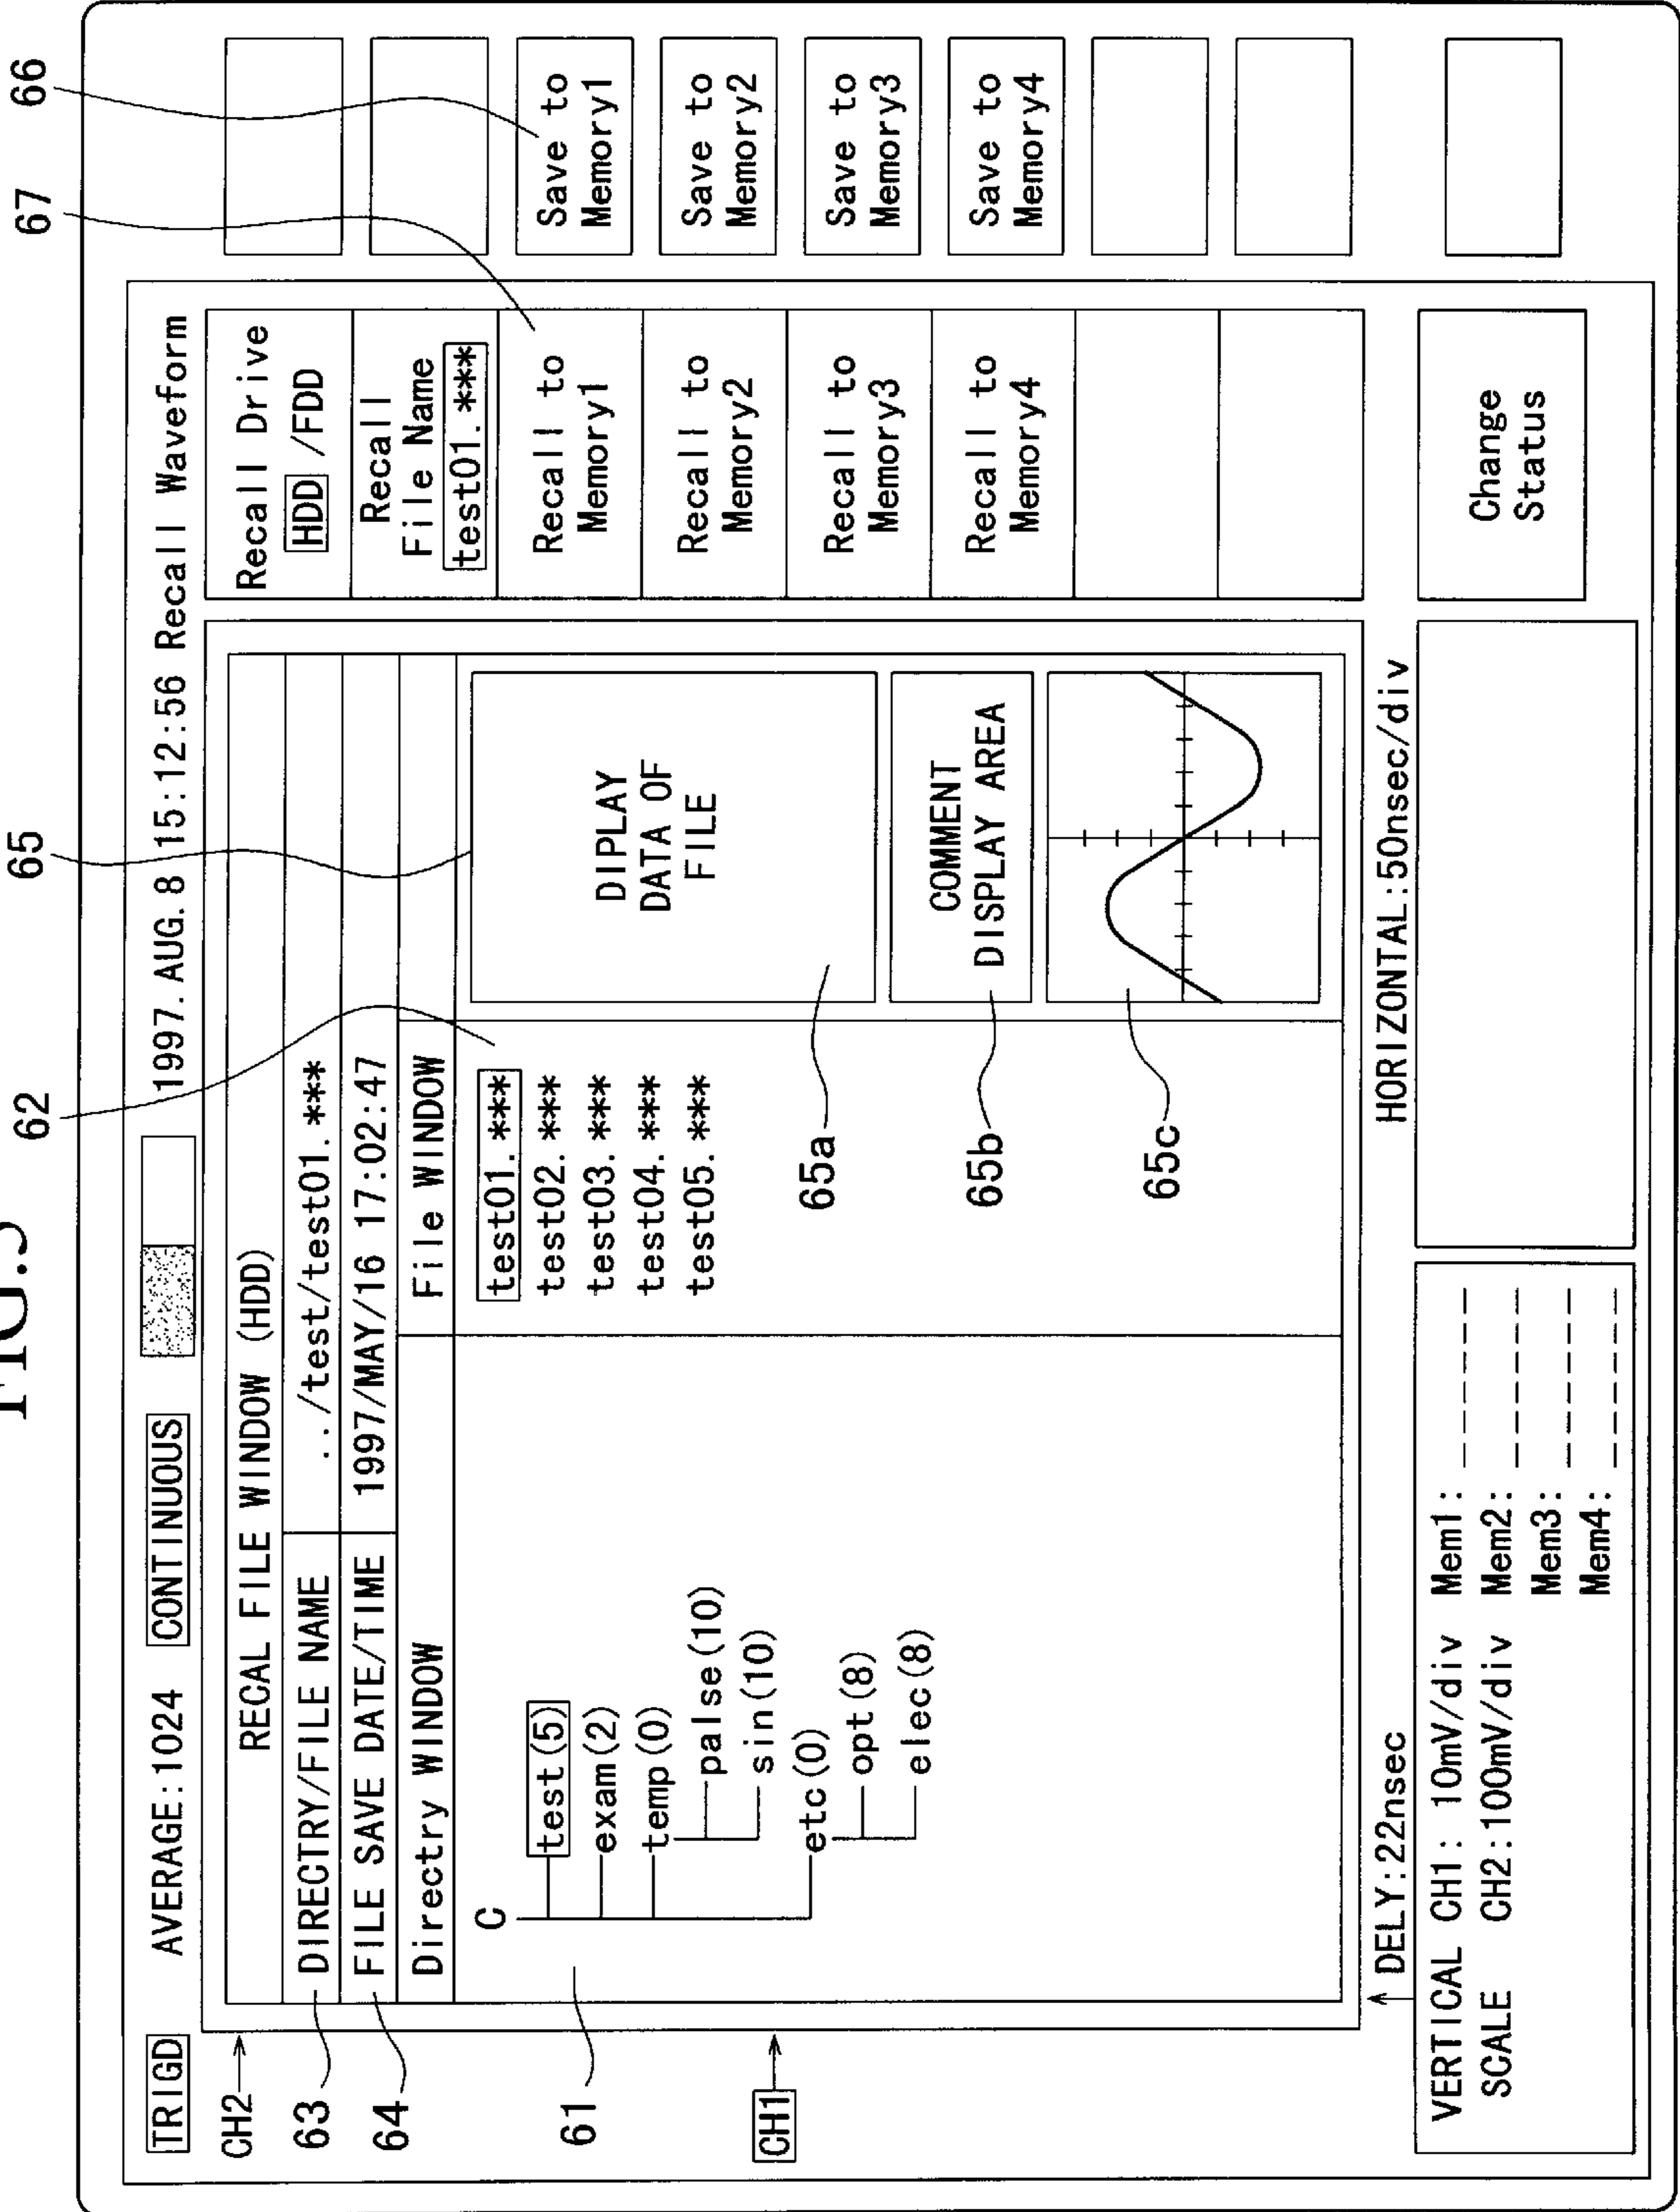 FIG.5
62
65
67
66
TRIGD AVERAGE:1024 CONTINUOUS 1997.AUG.8 15:12:56 Recall Waveform
CH2
63
64
61
CH1
RECAL FILE WINDOW (HDD)
DIRECTRY/FILE NAME ../test/test01.***
FILE SAVE DATE/TIME 1997/MAY/16 17:02:47
Directry WINDOW
File WINDOW
C
test(5)
exam(2)
temp(0)
palse(10)
sin(10)
etc(0)
opt(8)
elec(8)
test01.***
test02.***
test03.***
test04.***
test05.***
65a
65b
65c
DIPLAY
DATA OF
FILE
COMMENT
DISPLAY AREA
Recall Drive
HDD /FDD
Recall
File Name
test01.***
Recall to
Memory1
Recall to
Memory2
Recall to
Memory3
Recall to
Memory4
Save to
Memory1
Save to
Memory2
Save to
Memory3
Save to
Memory4
DELY:22nsec
HORIZONTAL:50nsec/div
VERTICAL CH1: 10mV/div Mem1:
SCALE CH2:100mV/div Mem2:
Mem3:
Mem4:
Change
Status